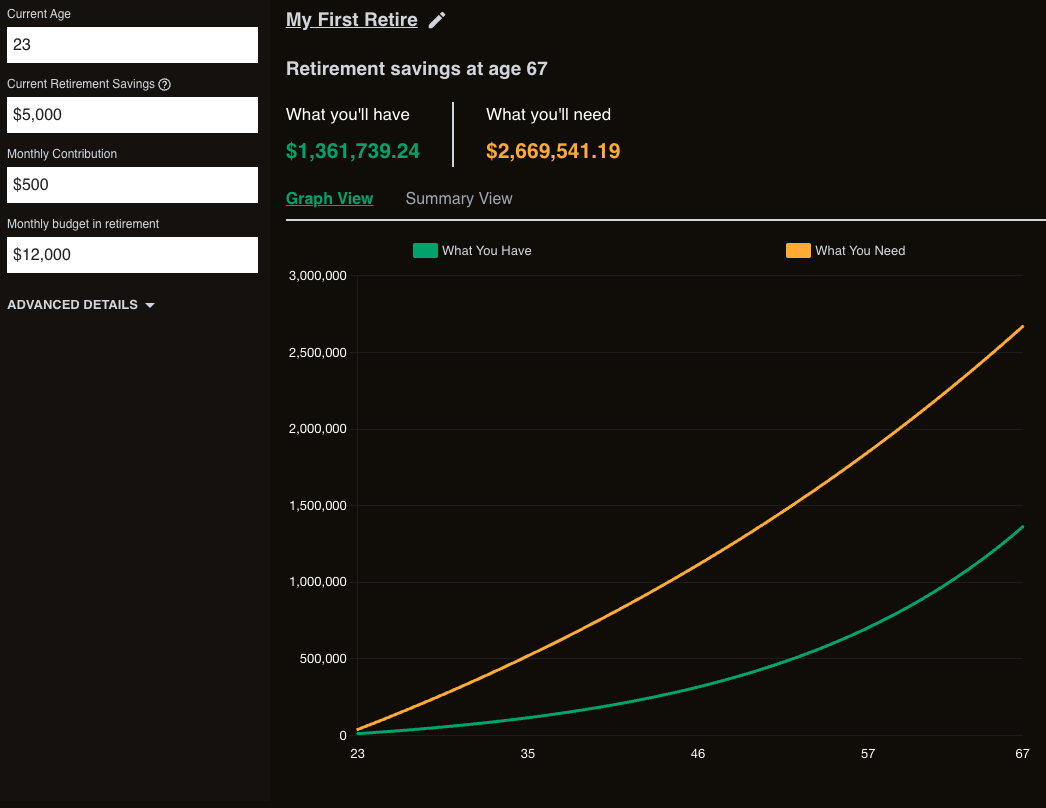 Current Age
23
Current Retirement Savings ?
$5,000
Monthly Contribution
$500
Monthly budget in retirement
$12,000
ADVANCED DETAILS
My First Retire
Retirement savings at age 67
What you'll have
What you'll need
$1,361,739.24
$2,669,541.19
Graph View
Summary View
What You Have
What You Need
3,000,000
2,500,000
2,000,000
1,500,000
1,000,000
500,000
0
23 35 46 57 67